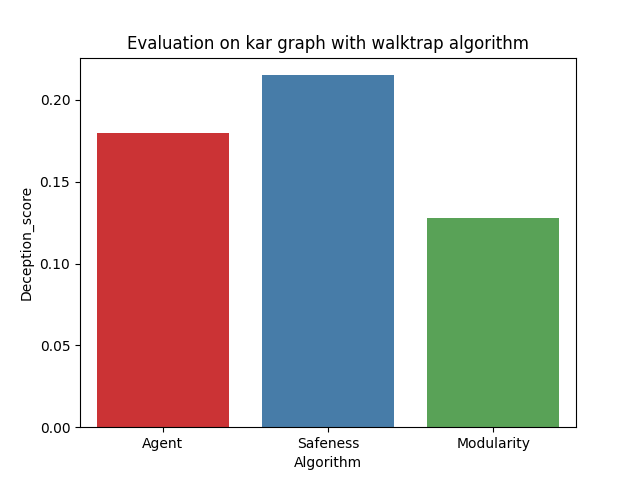 Evaluation on kar graph with walktrap algorithm
0.20
0.15
0.10
0.05
0.00
Deception_score
Agent
Safeness
Modularity
Algorithm